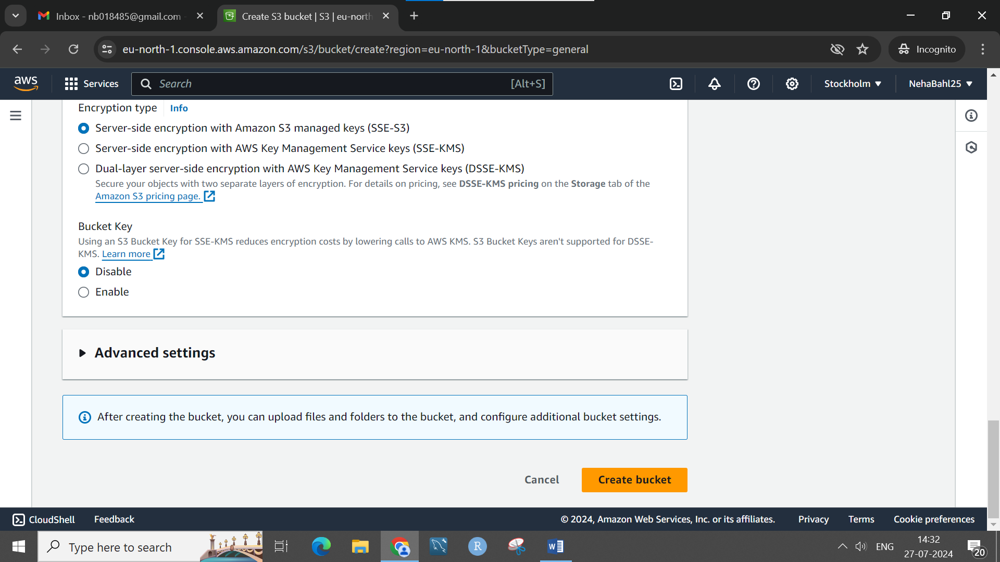 Inbox - nb018485@gmail.com -
Create S3 bucket | S3 | eu-north
eu-north-1.console.aws.amazon.com/s3/bucket/create?region=eu-north-1&bucketType=general
Incognito
aws
Services
Search
[Alt+S]
Stockholm
NehaBahl25
Encryption type
Info
Server-side encryption with Amazon S3 managed keys (SSE-S3)
Server-side encryption with AWS Key Management Service keys (SSE-KMS)
Dual-layer server-side encryption with AWS Key Management Service keys (DSSE-KMS)
Secure your objects with two separate layers of encryption. For details on pricing, see DSSE-KMS pricing on the Storage tab of the
Amazon S3 pricing page.
Bucket Key
Using an S3 Bucket Key for SSE-KMS reduces encryption costs by lowering calls to AWS KMS. S3 Bucket Keys aren't supported for DSSE-
KMS. Learn more
Disable
Enable
Advanced settings
After creating the bucket, you can upload files and folders to the bucket, and configure additional bucket settings.
Cancel
Create bucket
CloudShell
Feedback
© 2024, Amazon Web Services, Inc. or its affiliates.
Privacy
Terms
Cookie preferences
Type here to search
R
W
ENG
14:32
27-07-2024
20